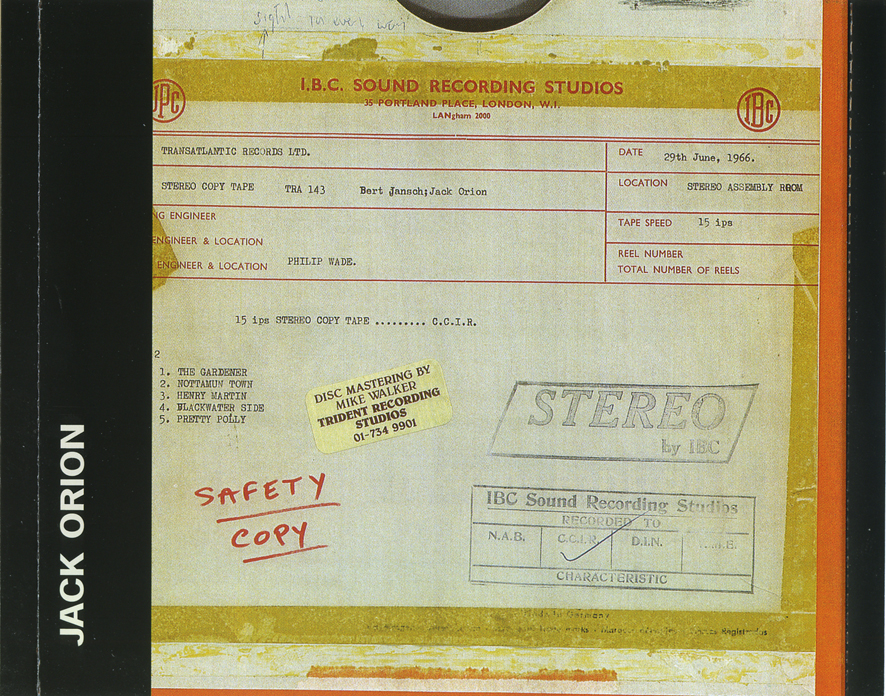 sight
I.B.C. SOUND RECORDING STUDIOS
35 PORTLAND PLACE, LONDON, W.I.
LANgham 2000
IBC
IBC
TRANSATLANTIC RECORDS LTD.
DATE 29th June, 1966.
STEREO COPY TAPE TRA 143 Bert Jansch;Jack Orion
LOCATION STEREO ASSEMBLY ROOM
NG ENGINEER
TAPE SPEED 15 ips
ENGINEER & LOCATION
ENGINEER & LOCATION PHILIP WADE.
REEL NUMBER
TOTAL NUMBER OF REELS
15 ips STEREO COPY TAPE ......... C.C.I.R.
2
1. THE GARDENER
2. NOTTAMUN TOWN
3. HENRY MARTIN
4. BLACKWATER SIDE
5. PRETTY POLLY
DISC MASTERING BY
MIKE WALKER
TRIDENT RECORDING
STUDIOS
01-734 9901
STEREO
by IBC
SAFETY
COPY
IBC Sound Recording Studios
RECORDED TO
N.A.B. C.C.I.R. D.I.N.
CHARACTERISTIC
JACK ORION